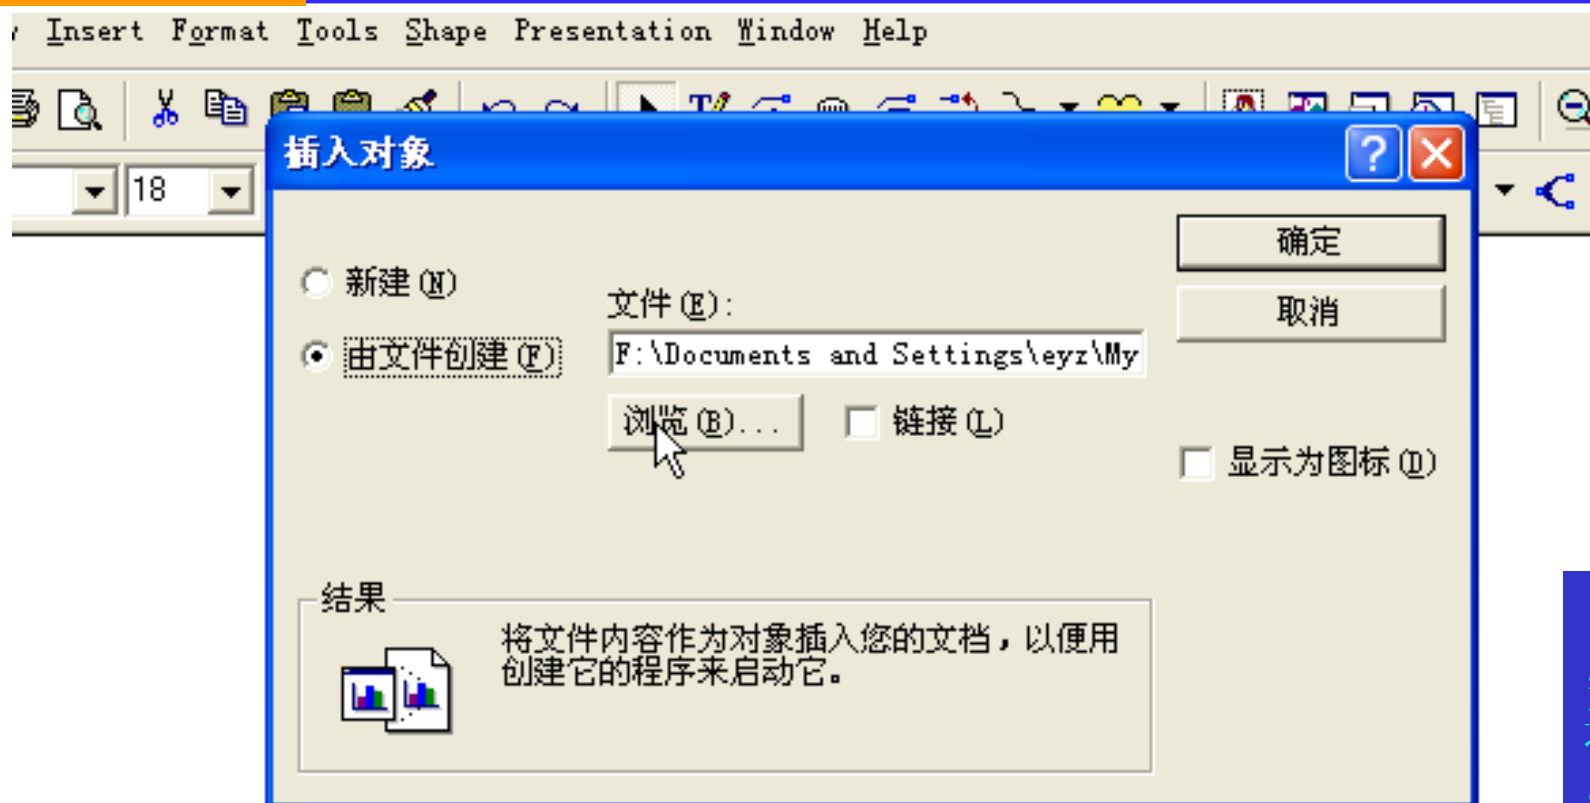 Insert Format Tools Shape Presentation Window Help
18
插入对象
确定
新建(N)
文件(E):
取消
由文件创建(F)
F:\Documents and Settings\eyz\My
浏览(B)...
链接(L)
显示为图标(D)
结果
将文件内容作为对象插入您的文档，以便用
创建它的程序来启动它。